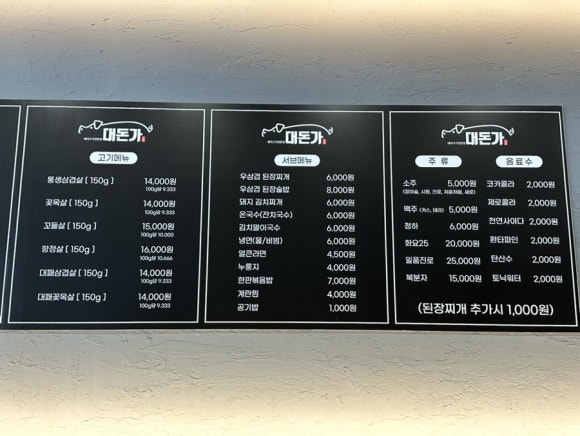 대돈가
고기메뉴
통생삼겹살 [ 150g ] 14,000원
100g당 9.333
꽃목살 [ 150g ] 14,000원
100g당 9.333
꼬들살 [ 150g ] 15,000원
100g당 10.000
항정살 [ 150g ] 16,000원
100g당 10.666
대패삼겹살 [ 150g ] 14,000원
100g당 9.333
대패꽃목살 [ 150g ] 14,000원
100g당 9.333
대돈가
서브메뉴
우삼겹 된장찌개 6,000원
우삼겹 된장술밥 8,000원
돼지 김치찌개 6,000원
온국수(잔치국수) 6,000원
김치말이국수 6,000원
냉면(물/비빔) 6,000원
열큰라면 4,500원
누룽지 4,000원
한판볶음밥 7,000원
계란찜 4,000원
공기밥 1,000원
대돈가
주 류
소주 5,000원
(참이슬, 시원, 진로, 처음처럼, 새로)
맥주 (카스, 테라) 5,000원
청하 6,000원
화요25 20,000원
일품진로 25,000원
복분자 15,000원
음료수
코카콜라 2,000원
제로콜라 2,000원
천연사이다 2,000원
환타파인 2,000원
탄산수 2,000원
토닉워터 2,000원
(된장찌개 추가시 1,000원)